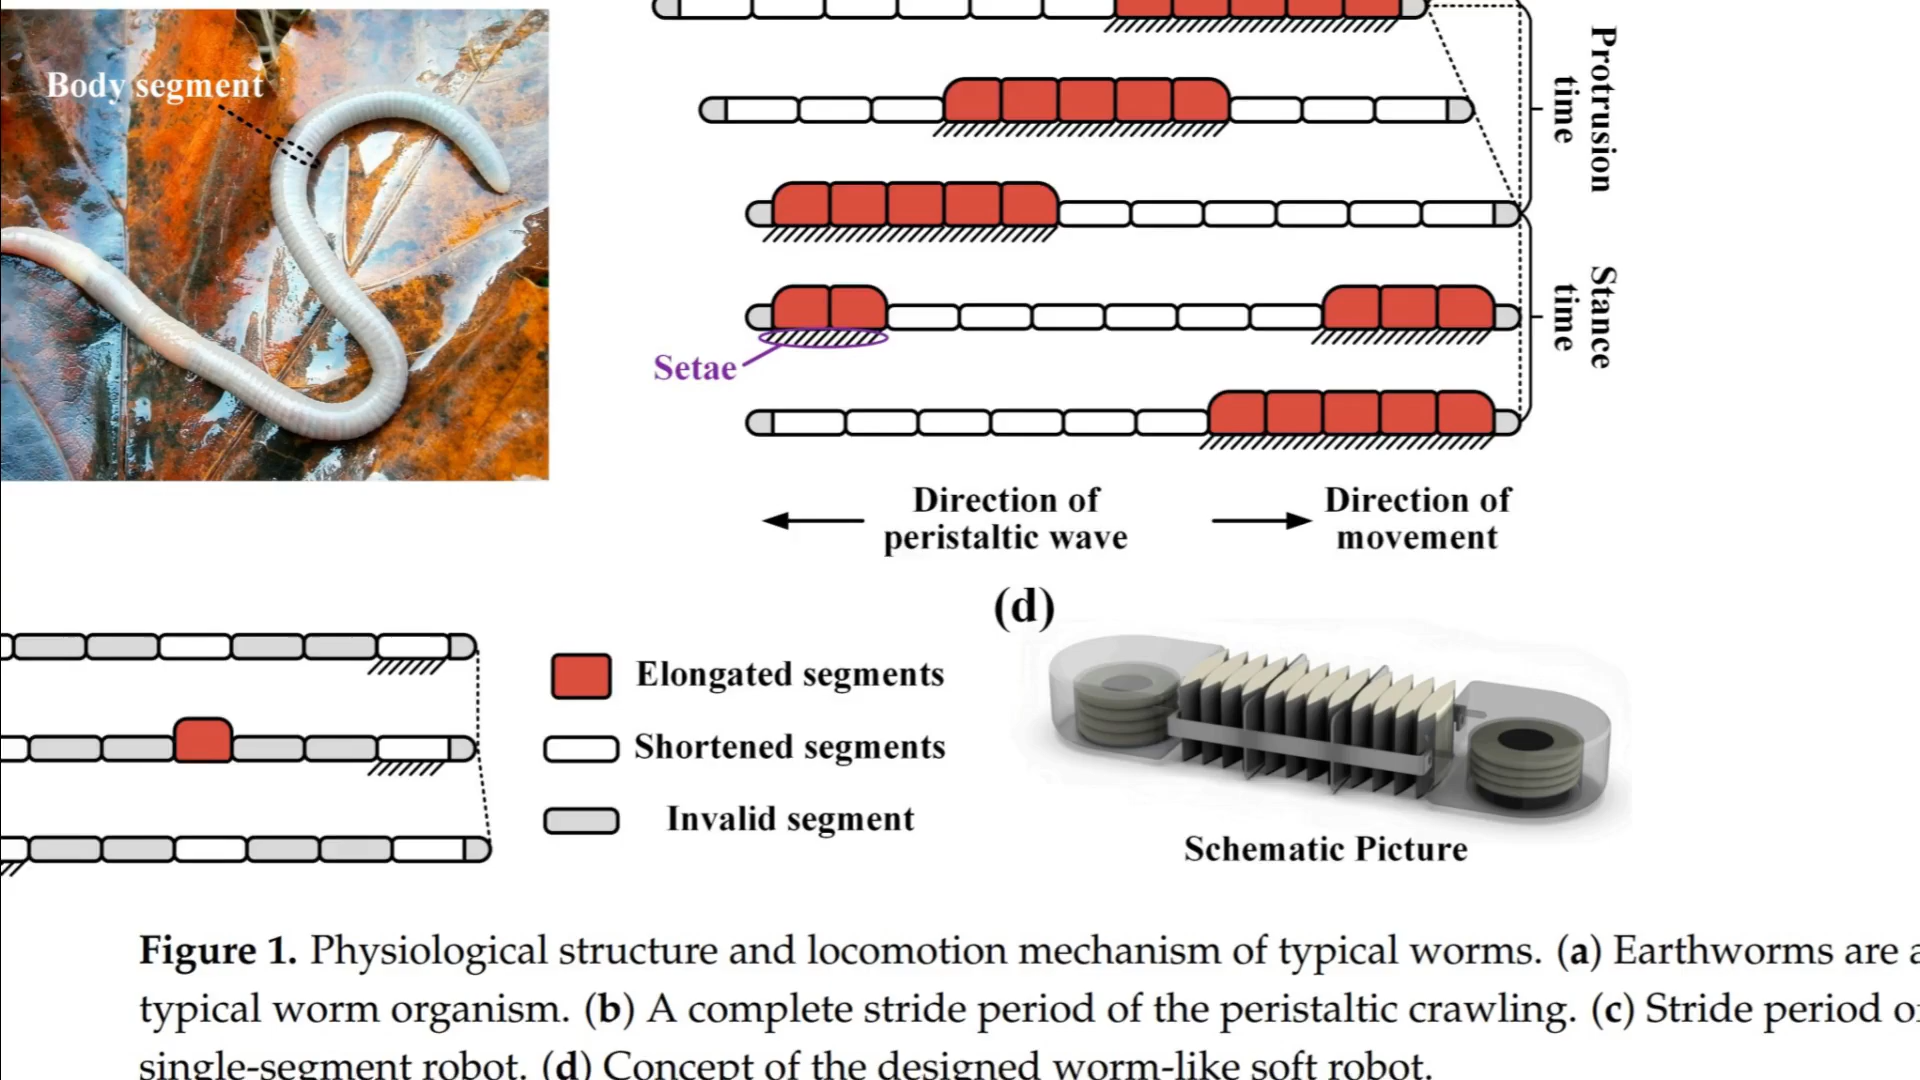 Body segment
Protrusion
time
Stance
time
Setae
Direction of
peristaltic wave
Direction of
movement
(d)
Elongated segments
Shortened segments
Invalid segment
Schematic Picture
Figure 1. Physiological structure and locomotion mechanism of typical worms. (a) Earthworms are a
typical worm organism. (b) A complete stride period of the peristaltic crawling. (c) Stride period of
single-segment robot. (d) Concept of the designed worm-like soft robot.